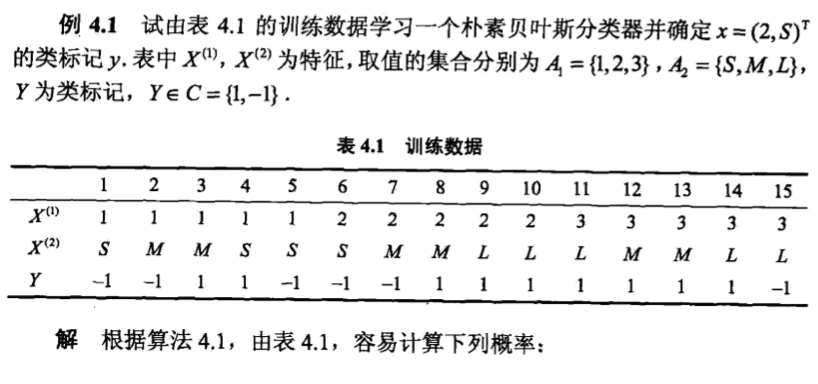 例 4.1 试由表 4.1 的训练数据学习一个朴素贝叶斯分类器并确定 x = (2, S)ᵀ
的类标记 y. 表中 X⁽¹⁾, X⁽²⁾ 为特征, 取值的集合分别为 A₁ = {1,2,3}, A₂ = {S,M,L},
Y 为类标记, Y∈C = {1,−1}.
表 4.1 训练数据
1 2 3 4 5 6 7 8 9 10 11 12 13 14 15
X⁽¹⁾ 1 1 1 1 1 2 2 2 2 2 3 3 3 3 3
X⁽²⁾ S M M S S S M M L L L M M L L
Y −1 −1 1 1 −1 −1 −1 1 1 1 1 1 1 1 −1
解 根据算法 4.1, 由表 4.1, 容易计算下列概率: